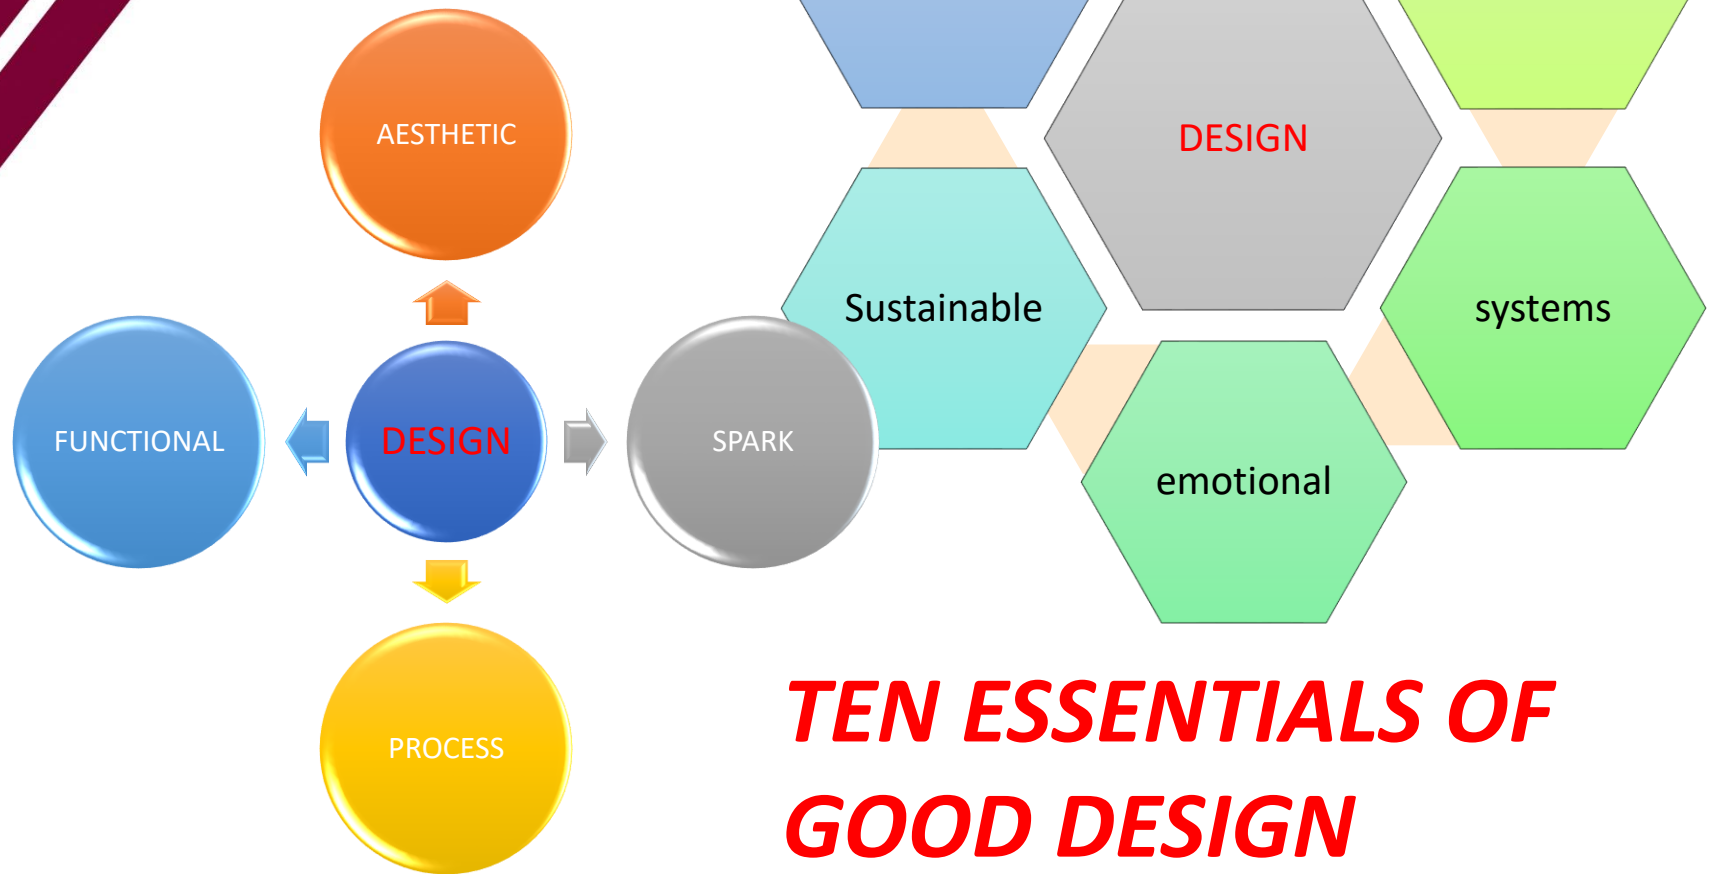 AESTHETIC
FUNCTIONAL
DESIGN
SPARK
PROCESS
DESIGN
Sustainable
systems
emotional
TEN ESSENTIALS OF
GOOD DESIGN